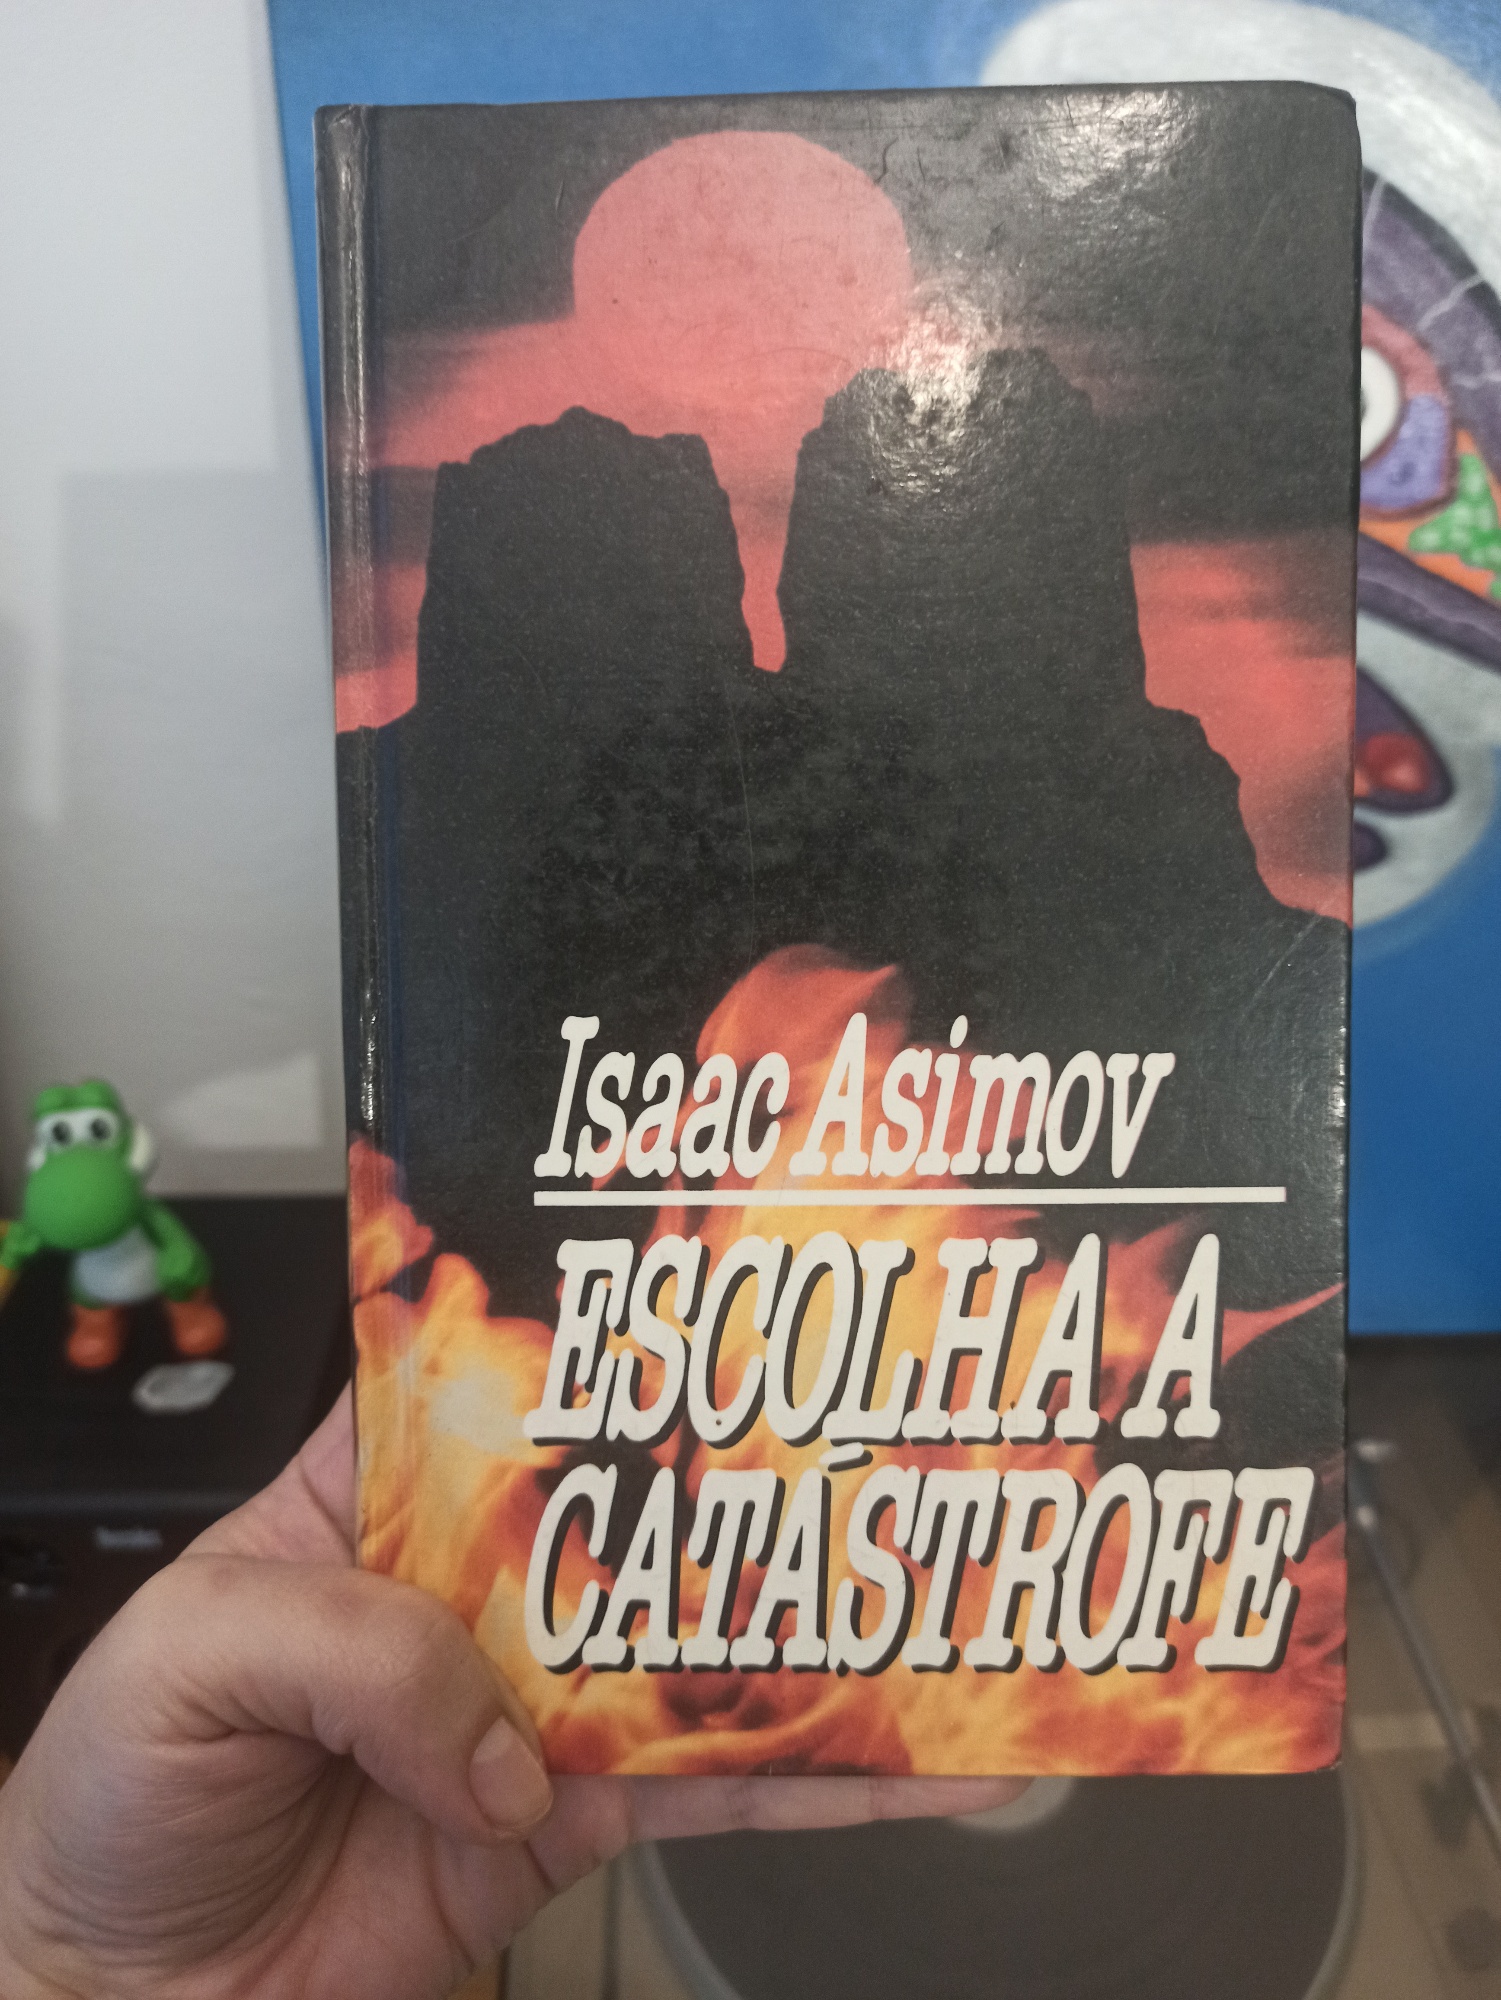 Isaac Asimov
ESCOLHA A
CATÁSTROFE